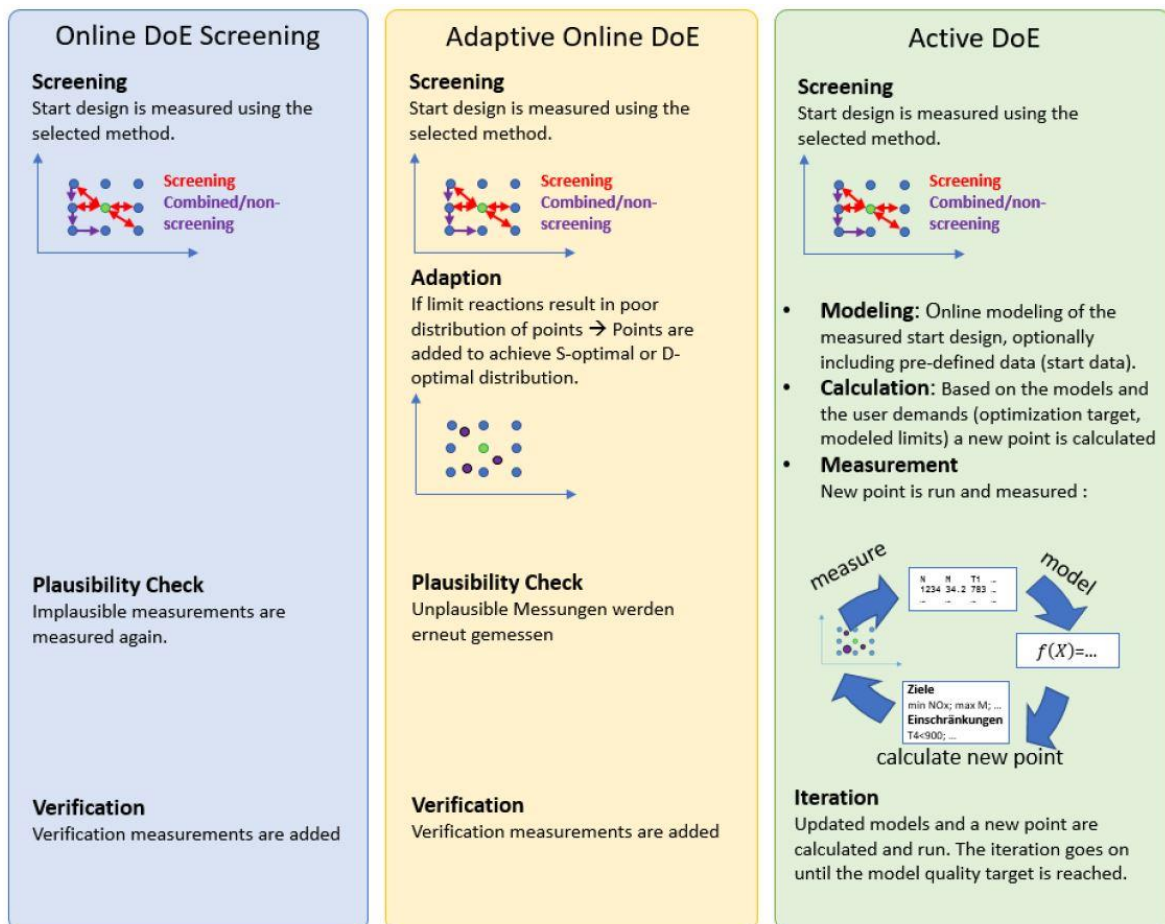 Online DoE Screening
Screening
Start design is measured using the
selected method.
Screening
Combined/non-
screening
Plausibility Check
Implausible measurements are
measured again.
Verification
Verification measurements are added
Adaptive Online DoE
Screening
Start design is measured using the
selected method.
Screening
Combined/non-
screening
Adaption
If limit reactions result in poor
distribution of points → Points are
added to achieve S-optimal or D-
optimal distribution.
Plausibility Check
Unplausible Messungen werden
erneut gemessen
Verification
Verification measurements are added
Active DoE
Screening
Start design is measured using the
selected method.
Screening
Combined/non-
screening
• Modeling: Online modeling of the
measured start design, optionally
including pre-defined data (start data).
• Calculation: Based on the models and
the user demands (optimization target,
modeled limits) a new point is calculated
• Measurement
New point is run and measured :
measure
model
N M T1 …
1234 34.2 783 …
… … … …
f(X)=…
Ziele
min NOx; max M; …
Einschränkungen
T4<900; …
calculate new point
Iteration
Updated models and a new point are
calculated and run. The iteration goes on
until the model quality target is reached.